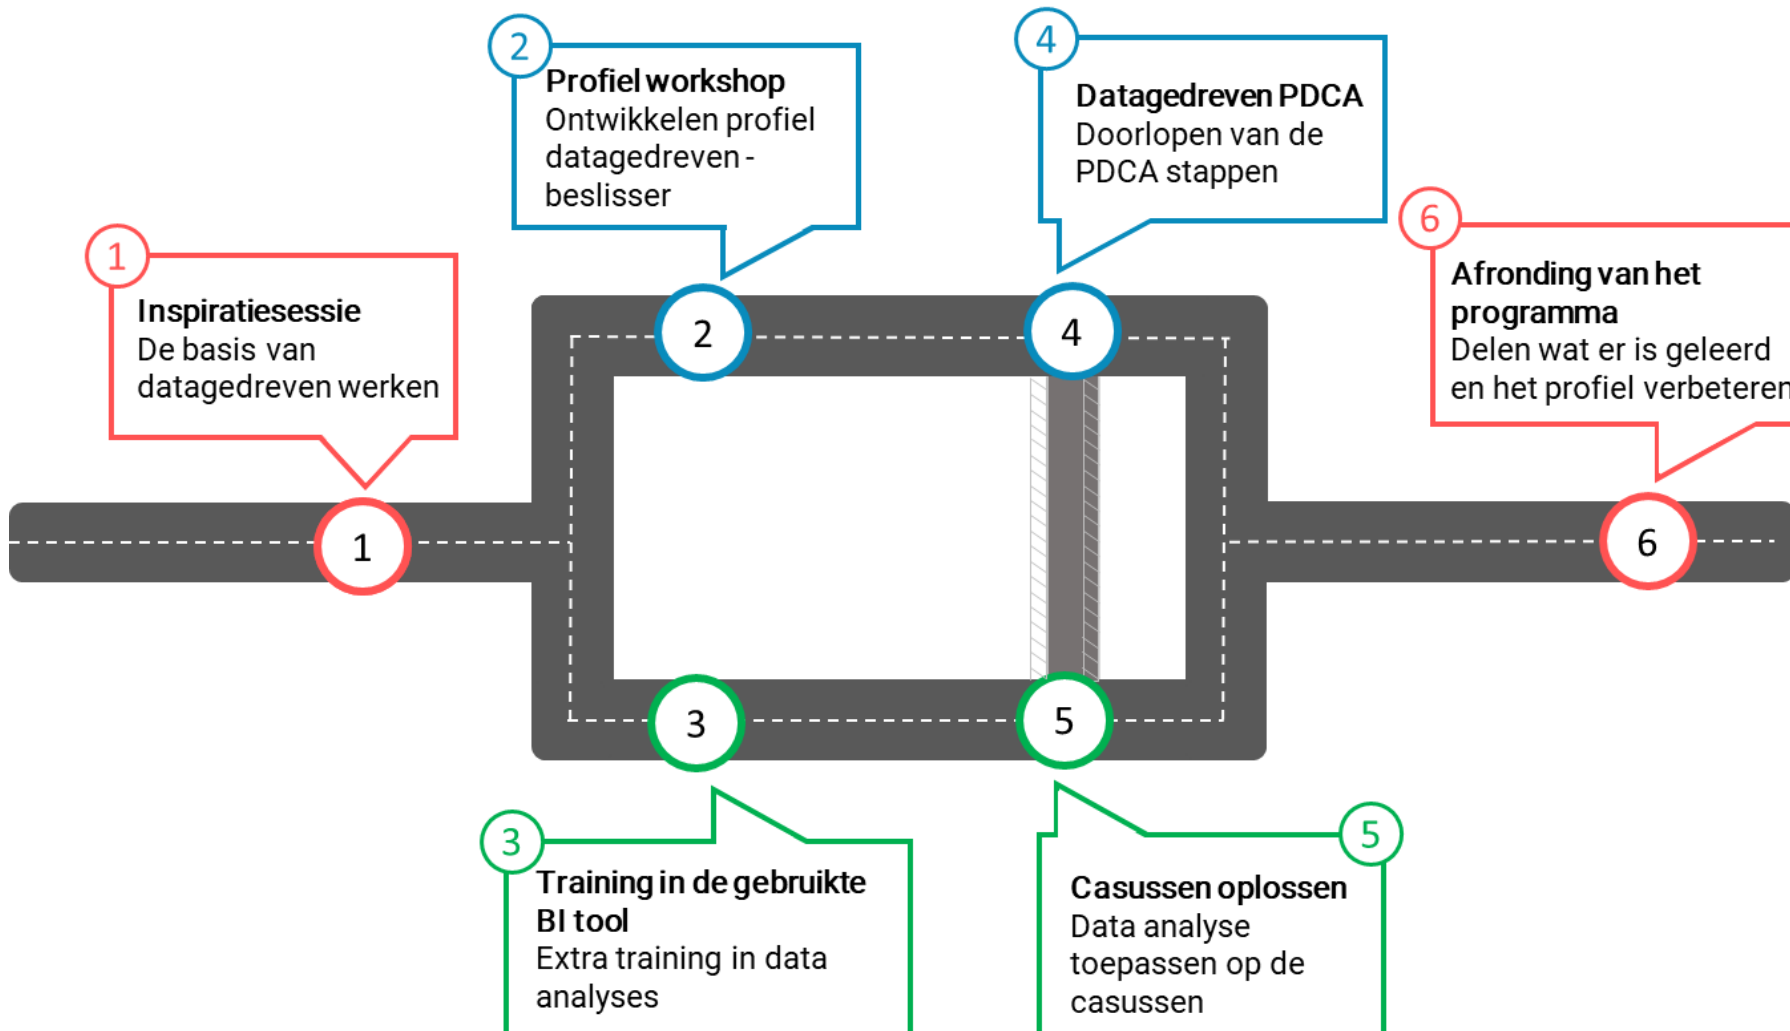 1
Inspiratiesessie
De basis van
datagedreven werken
2
Profiel workshop
Ontwikkelen profiel
datagedreven -
beslisser
4
Datagedreven PDCA
Doorlopen van de
PDCA stappen
6
Afronding van het
programma
Delen wat er is geleerd
en het profiel verbeteren
2
4
1
6
3
5
3
Training in de gebruikte
BI tool
Extra training in data
analyses
5
Casussen oplossen
Data analyse
toepassen op de
casussen